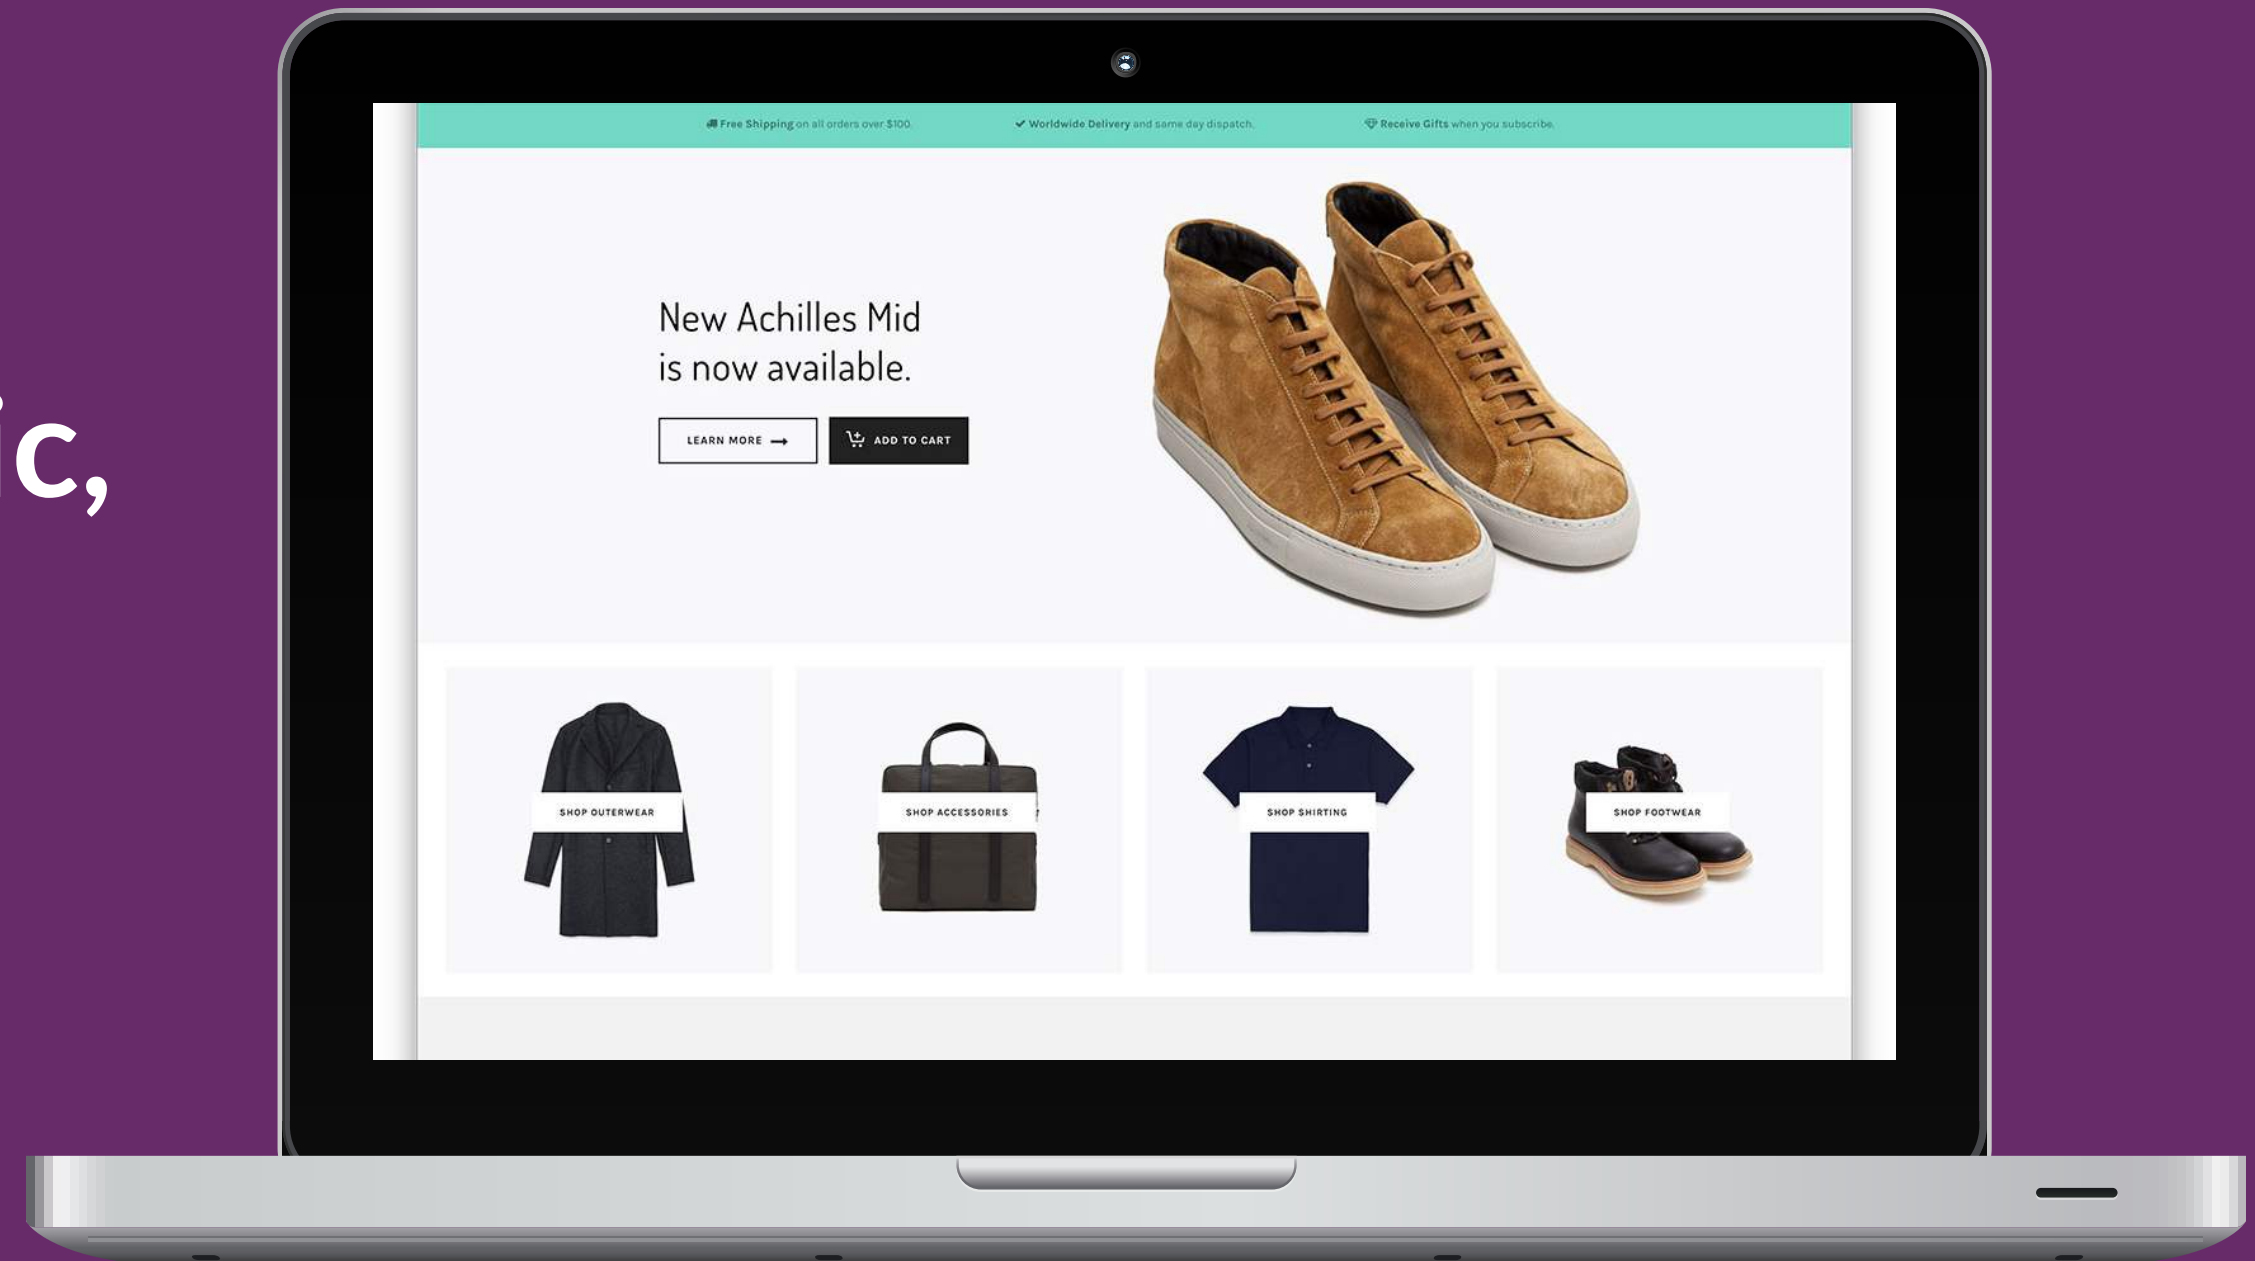 ic,
Free Shipping on all orders over $100.
Worldwide Delivery and same day dispatch.
Receive Gifts when you subscribe.
New Achilles Mid
is now available.
LEARN MORE
ADD TO CART
SHOP OUTERWEAR
SHOP ACCESSORIES
SHOP SHIRTING
SHOP FOOTWEAR